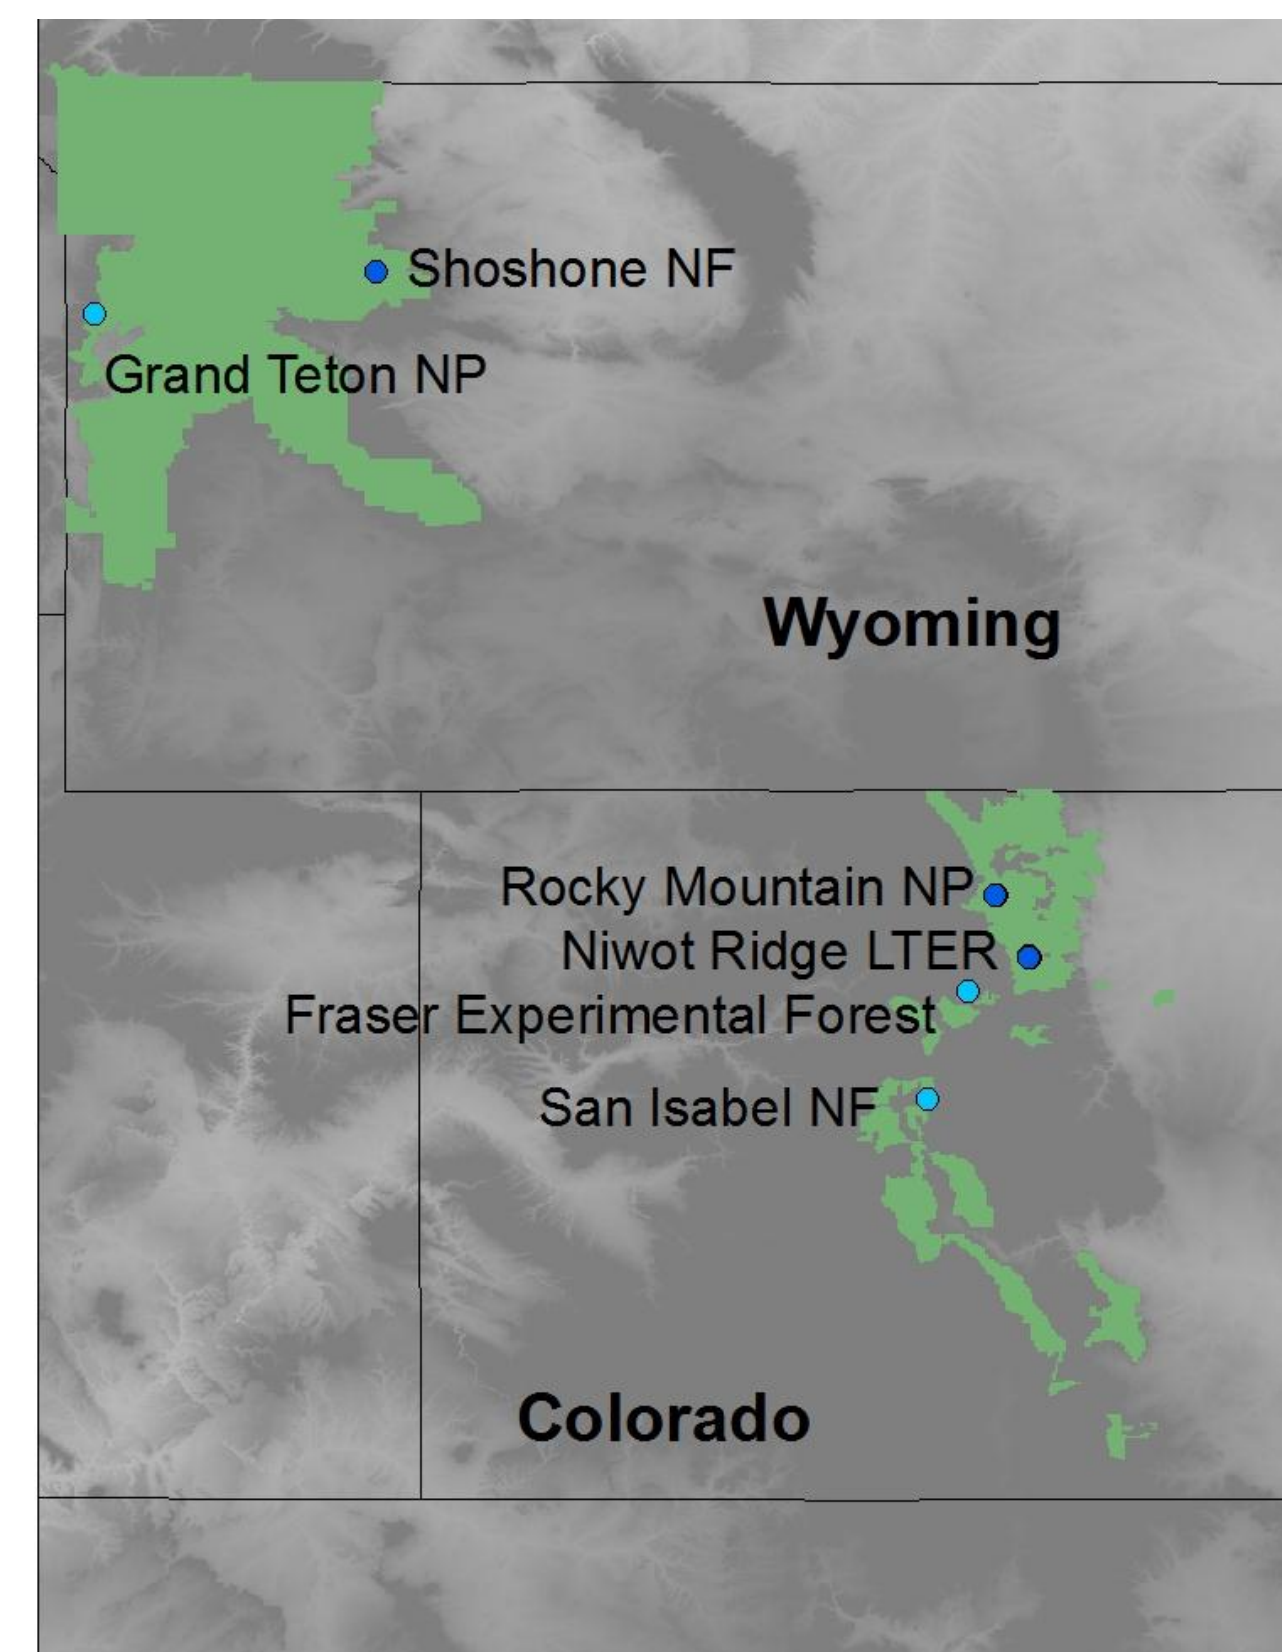 Shoshone NF
Grand Teton NP
Wyoming
Rocky Mountain NP
Niwot Ridge LTER
Fraser Experimental Forest
San Isabel NF
Colorado